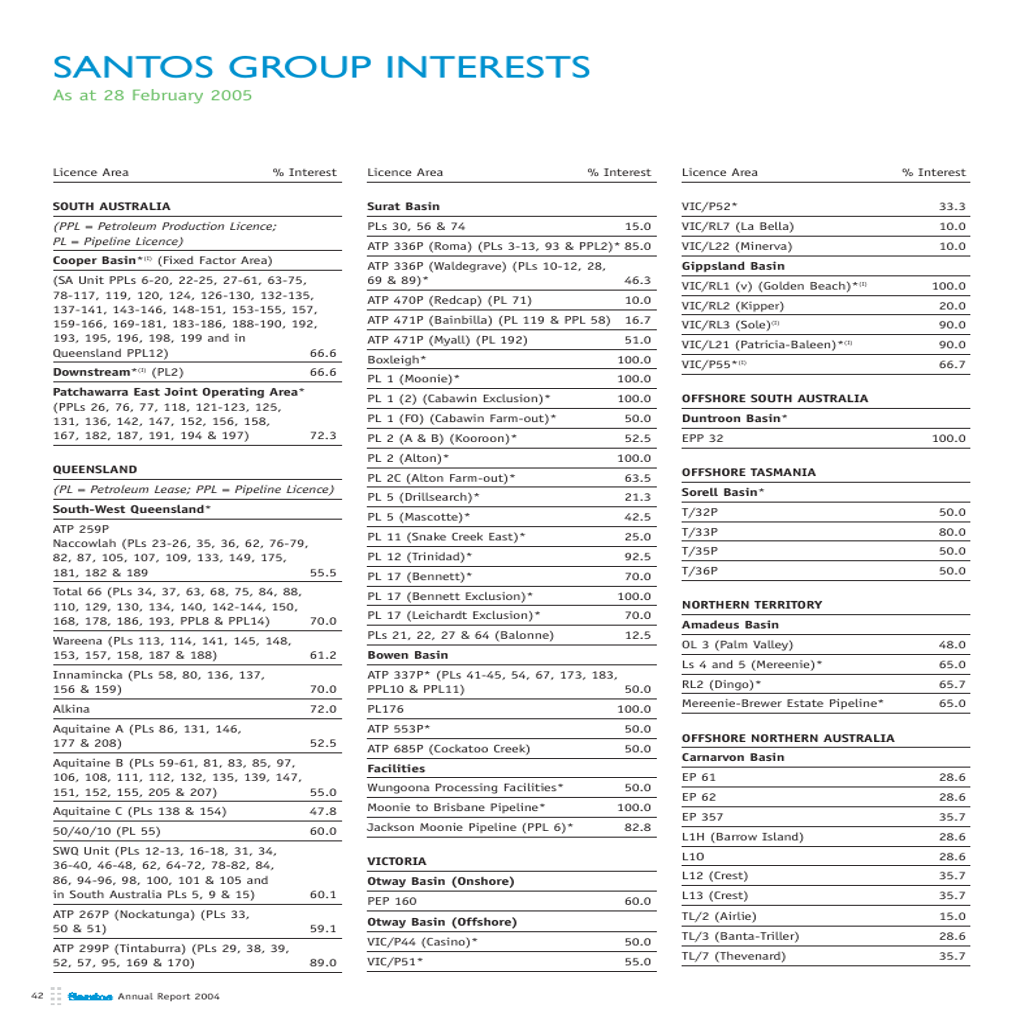 SANTOS GROUP INTERESTS
As at 28 February 2005
Licence Area % Interest
SOUTH AUSTRALIA
(PPL = Petroleum Production Licence;
PL = Pipeline Licence)
Cooper Basin*(1) (Fixed Factor Area)
(SA Unit PPLs 6-20, 22-25, 27-61, 63-75,
78-117, 119, 120, 124, 126-130, 132-135,
137-141, 143-146, 148-151, 153-155, 157,
159-166, 169-181, 183-186, 188-190, 192,
193, 195, 196, 198, 199 and in
Queensland PPL12) 66.6
Downstream*(1) (PL2) 66.6
Patchawarra East Joint Operating Area*
(PPLs 26, 76, 77, 118, 121-123, 125,
131, 136, 142, 147, 152, 156, 158,
167, 182, 187, 191, 194 & 197) 72.3
QUEENSLAND
(PL = Petroleum Lease; PPL = Pipeline Licence)
South-West Queensland*
ATP 259P
Naccowlah (PLs 23-26, 35, 36, 62, 76-79,
82, 87, 105, 107, 109, 133, 149, 175,
181, 182 & 189 55.5
Total 66 (PLs 34, 37, 63, 68, 75, 84, 88,
110, 129, 130, 134, 140, 142-144, 150,
168, 178, 186, 193, PPL8 & PPL14) 70.0
Wareena (PLs 113, 114, 141, 145, 148,
153, 157, 158, 187 & 188) 61.2
Innamincka (PLs 58, 80, 136, 137,
156 & 159) 70.0
Alkina 72.0
Aquitaine A (PLs 86, 131, 146,
177 & 208) 52.5
Aquitaine B (PLs 59-61, 81, 83, 85, 97,
106, 108, 111, 112, 132, 135, 139, 147,
151, 152, 155, 205 & 207) 55.0
Aquitaine C (PLs 138 & 154) 47.8
50/40/10 (PL 55) 60.0
SWQ Unit (PLs 12-13, 16-18, 31, 34,
36-40, 46-48, 62, 64-72, 78-82, 84,
86, 94-96, 98, 100, 101 & 105 and
in South Australia PLs 5, 9 & 15) 60.1
ATP 267P (Nockatunga) (PLs 33,
50 & 51) 59.1
ATP 299P (Tintaburra) (PLs 29, 38, 39,
52, 57, 95, 169 & 170) 89.0
Licence Area % Interest
Surat Basin
PLs 30, 56 & 74 15.0
ATP 336P (Roma) (PLs 3-13, 93 & PPL2)* 85.0
ATP 336P (Waldegrave) (PLs 10-12, 28,
69 & 89)* 46.3
ATP 470P (Redcap) (PL 71) 10.0
ATP 471P (Bainbilla) (PL 119 & PPL 58) 16.7
ATP 471P (Myall) (PL 192) 51.0
Boxleigh* 100.0
PL 1 (Moonie)* 100.0
PL 1 (2) (Cabawin Exclusion)* 100.0
PL 1 (FO) (Cabawin Farm-out)* 50.0
PL 2 (A & B) (Kooroon)* 52.5
PL 2 (Alton)* 100.0
PL 2C (Alton Farm-out)* 63.5
PL 5 (Drillsearch)* 21.3
PL 5 (Mascotte)* 42.5
PL 11 (Snake Creek East)* 25.0
PL 12 (Trinidad)* 92.5
PL 17 (Bennett)* 70.0
PL 17 (Bennett Exclusion)* 100.0
PL 17 (Leichardt Exclusion)* 70.0
PLs 21, 22, 27 & 64 (Balonne) 12.5
Bowen Basin
ATP 337P* (PLs 41-45, 54, 67, 173, 183,
PPL10 & PPL11) 50.0
PL176 100.0
ATP 553P* 50.0
ATP 685P (Cockatoo Creek) 50.0
Facilities
Wungoona Processing Facilities* 50.0
Moonie to Brisbane Pipeline* 100.0
Jackson Moonie Pipeline (PPL 6)* 82.8
VICTORIA
Otway Basin (Onshore)
PEP 160 60.0
Otway Basin (Offshore)
VIC/P44 (Casino)* 50.0
VIC/P51* 55.0
Licence Area % Interest
VIC/P52* 33.3
VIC/RL7 (La Bella) 10.0
VIC/L22 (Minerva) 10.0
Gippsland Basin
VIC/RL1 (v) (Golden Beach)*(1) 100.0
VIC/RL2 (Kipper) 20.0
VIC/RL3 (Sole)(1) 90.0
VIC/L21 (Patricia-Baleen)*(1) 90.0
VIC/P55*(1) 66.7
OFFSHORE SOUTH AUSTRALIA
Duntroon Basin*
EPP 32 100.0
OFFSHORE TASMANIA
Sorell Basin*
T/32P 50.0
T/33P 80.0
T/35P 50.0
T/36P 50.0
NORTHERN TERRITORY
Amadeus Basin
OL 3 (Palm Valley) 48.0
Ls 4 and 5 (Mereenie)* 65.0
RL2 (Dingo)* 65.7
Mereenie-Brewer Estate Pipeline* 65.0
OFFSHORE NORTHERN AUSTRALIA
Carnarvon Basin
EP 61 28.6
EP 62 28.6
EP 357 35.7
L1H (Barrow Island) 28.6
L10 28.6
L12 (Crest) 35.7
L13 (Crest) 35.7
TL/2 (Airlie) 15.0
TL/3 (Banta-Triller) 28.6
TL/7 (Thevenard) 35.7
42 Santos Annual Report 2004